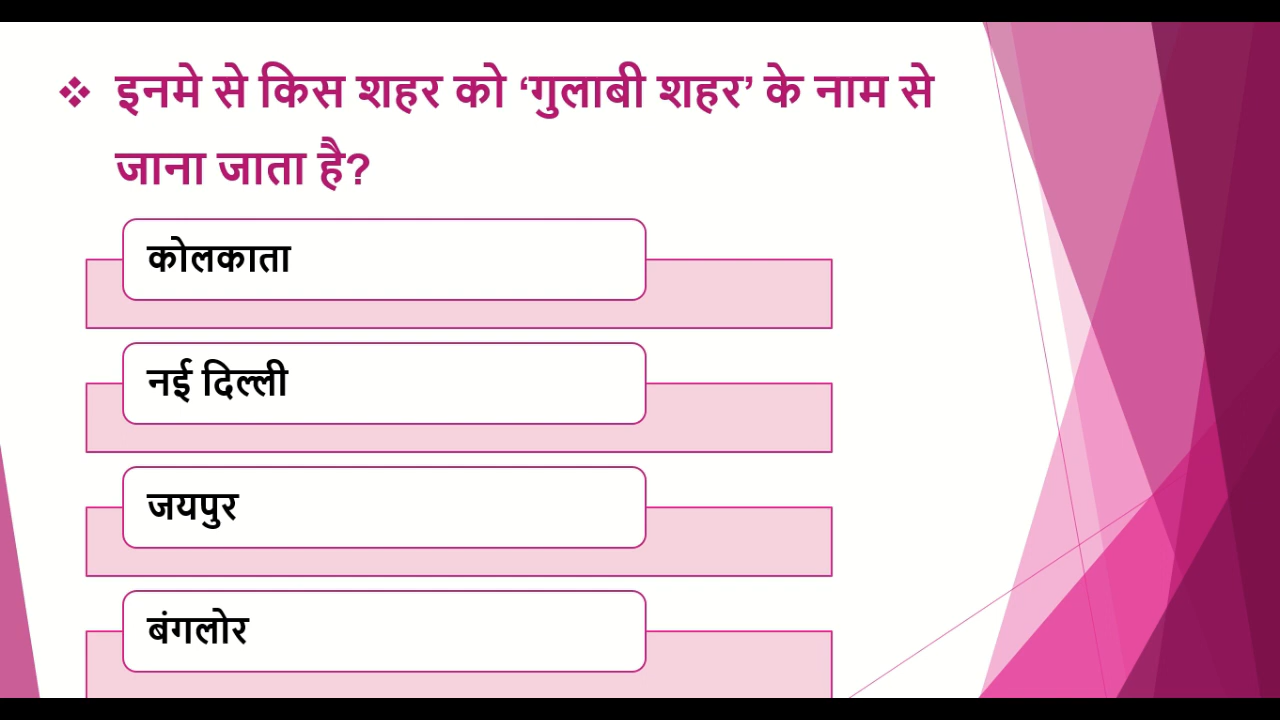 ❖ इनमे से किस शहर को ‘गुलाबी शहर’ के नाम से
जाना जाता है?
कोलकाता
नई दिल्ली
जयपुर
बंगलोर